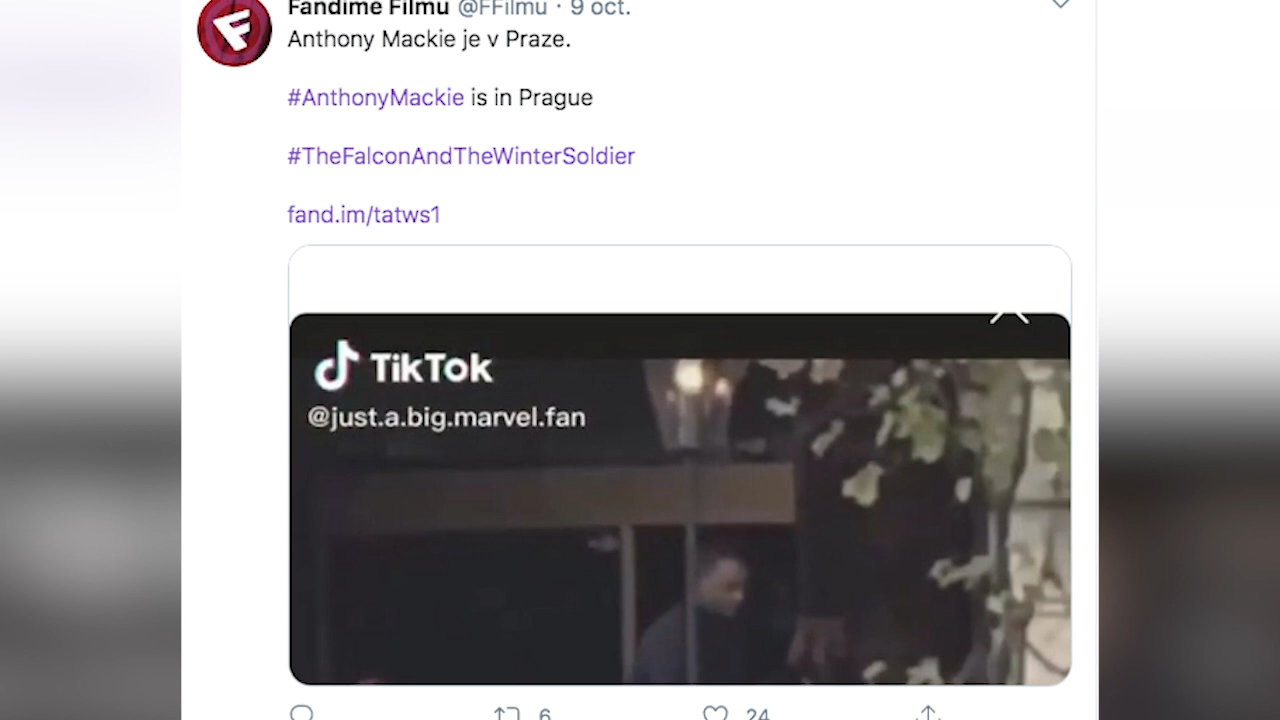 Fandíme Filmu @FFilmu · 9 oct.
Anthony Mackie je v Praze.
#AnthonyMackie is in Prague
#TheFalconAndTheWinterSoldier
fand.im/tatws1
TikTok
@just.a.big.marvel.fan
6 24